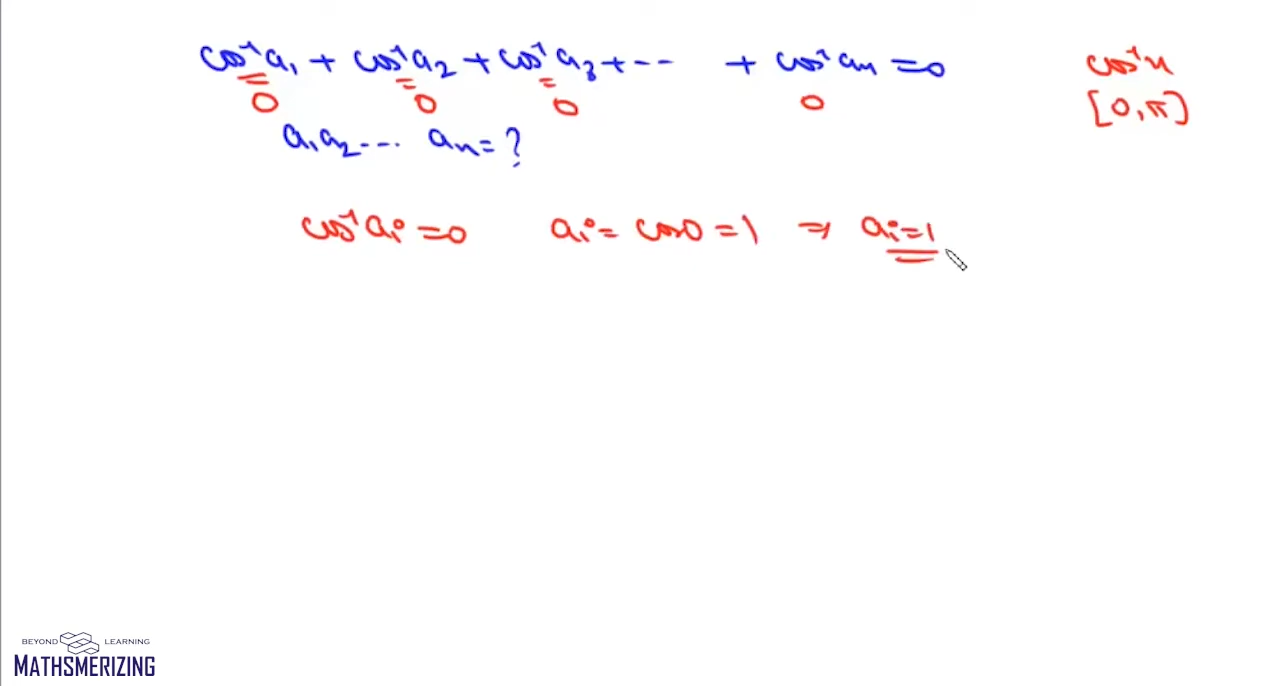 cos⁻¹a₁ + cos⁻¹a₂ + cos⁻¹a₃ + --- + cos⁻¹aₙ = 0
0 0 0 0
cos⁻¹x
[0, π]
a₁a₂ --- aₙ = ?
cos⁻¹aᵢ = 0 aᵢ = cos0 = 1 ⇒ aᵢ = 1
BEYOND LEARNING
MATHSMERIZING